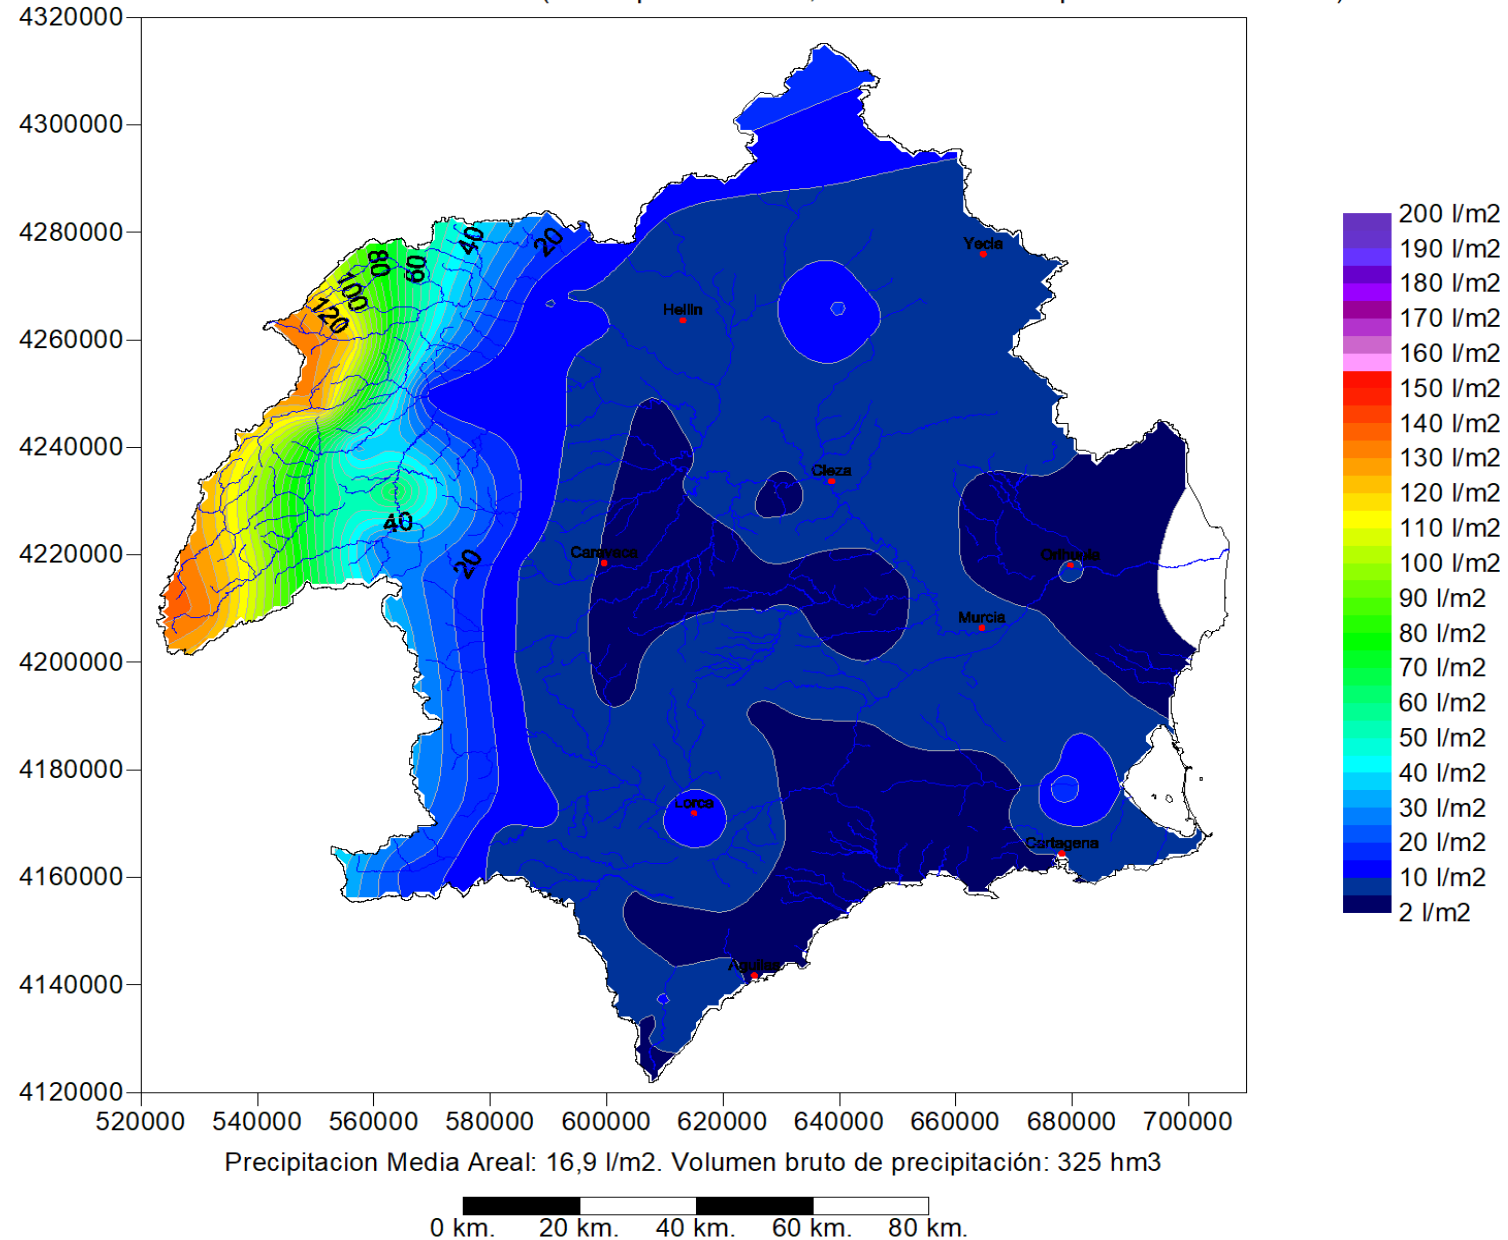 4320000
4300000
4280000
4260000
4240000
4220000
4200000
4180000
4160000
4140000
4120000
520000 540000 560000 580000 600000 620000 640000 660000 680000 700000
40
20
80
60
100
120
40
20
Yecla
Hellin
Cieza
Caravaca
Orihuela
Murcia
Lorca
Cartagena
Aguilas
200 l/m2
190 l/m2
180 l/m2
170 l/m2
160 l/m2
150 l/m2
140 l/m2
130 l/m2
120 l/m2
110 l/m2
100 l/m2
90 l/m2
80 l/m2
70 l/m2
60 l/m2
50 l/m2
40 l/m2
30 l/m2
20 l/m2
10 l/m2
2 l/m2
Precipitacion Media Areal: 16,9 l/m2. Volumen bruto de precipitación: 325 hm3
0 km. 20 km. 40 km. 60 km. 80 km.